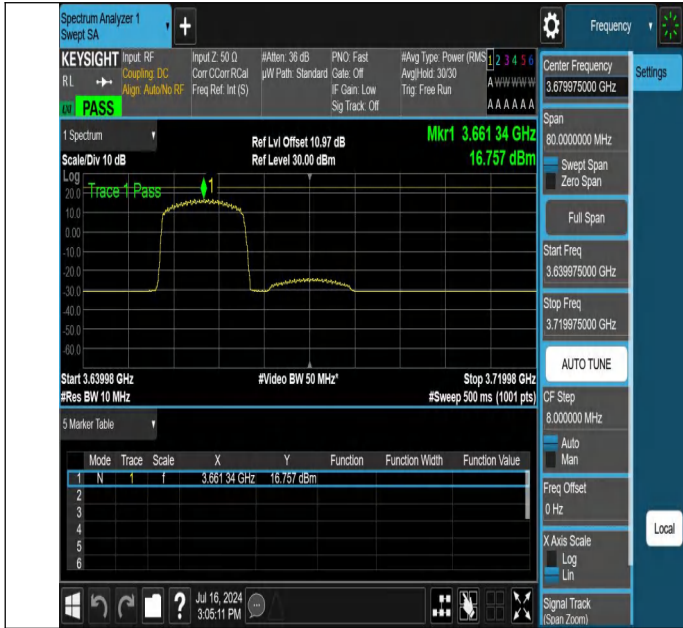 Spectrum Analyzer 1
Swept SA
+
Frequency
KEYSIGHT
RL
LXI PASS
Input: RF
Coupling: DC
Align: Auto/No RF
Input Z: 50 Ω
Corr CCorr RCal
Freq Ref: Int (S)
#Atten: 36 dB
µW Path: Standard
PNO: Fast
Gate: Off
IF Gain: Low
Sig Track: Off
#Avg Type: Power (RMS
Avg|Hold: 30/30
Trig: Free Run
1 2 3 4 5 6
A W W W W W
A A A A A A
1 Spectrum
Scale/Div 10 dB
Ref Lvl Offset 10.97 dB
Ref Level 30.00 dBm
Mkr1 3.661 34 GHz
16.757 dBm
Log
Trace 1 Pass
1
20.0
10.0
0.00
-10.0
-20.0
-30.0
-40.0
-50.0
-60.0
Start 3.63998 GHz
#Res BW 10 MHz
#Video BW 50 MHz*
Stop 3.71998 GHz
#Sweep 500 ms (1001 pts)
5 Marker Table
Mode Trace Scale X Y Function Function Width Function Value
1 N 1 f 3.661 34 GHz 16.757 dBm
2
3
4
5
6
?
Jul 16, 2024
3:05:11 PM
Center Frequency
3.679975000 GHz
Settings
Span
80.0000000 MHz
Swept Span
Zero Span
Full Span
Start Freq
3.639975000 GHz
Stop Freq
3.719975000 GHz
AUTO TUNE
CF Step
8.000000 MHz
Auto
Man
Freq Offset
0 Hz
Local
X Axis Scale
Log
Lin
Signal Track
(Span Zoom)